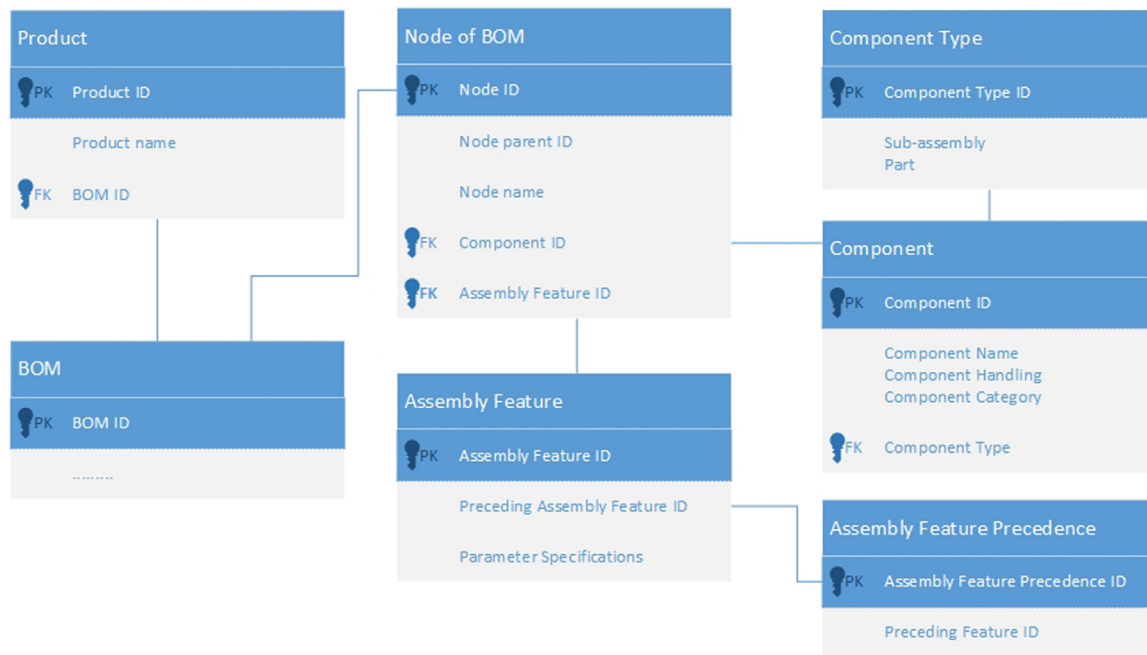 Product
PK Product ID
Product name
FK BOM ID
BOM
PK BOM ID
.........
Node of BOM
PK Node ID
Node parent ID
Node name
FK Component ID
FK Assembly Feature ID
Assembly Feature
PK Assembly Feature ID
Preceding Assembly Feature ID
Parameter Specifications
Component Type
PK Component Type ID
Sub-assembly
Part
Component
PK Component ID
Component Name
Component Handling
Component Category
FK Component Type
Assembly Feature Precedence
PK Assembly Feature Precedence ID
Preceding Feature ID